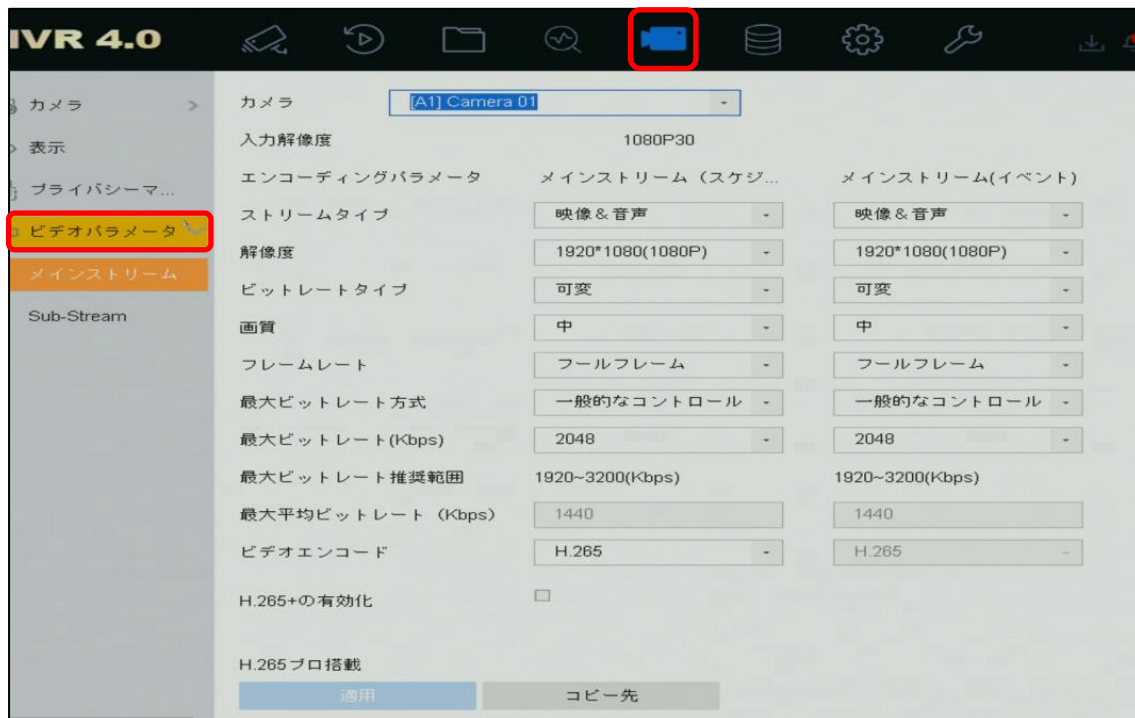 IVR 4.0
カメラ >
カメラ [A1] Camera 01
表示
入力解像度 1080P30
プライバシーマ...
エンコーディングパラメータ メインストリーム（スケジ... メインストリーム(イベント)
ストリームタイプ 映像＆音声 映像＆音声
ビデオパラメータ
解像度 1920*1080(1080P) 1920*1080(1080P)
メインストリーム
ビットレートタイプ 可変 可変
Sub-Stream
画質 中 中
フレームレート フールフレーム フールフレーム
最大ビットレート方式 一般的なコントロール 一般的なコントロール
最大ビットレート(Kbps) 2048 2048
最大ビットレート推奨範囲 1920~3200(Kbps) 1920~3200(Kbps)
最大平均ビットレート（Kbps） 1440 1440
ビデオエンコード H.265 H.265
H.265+の有効化
H.265プロ搭載
適用 コピー先